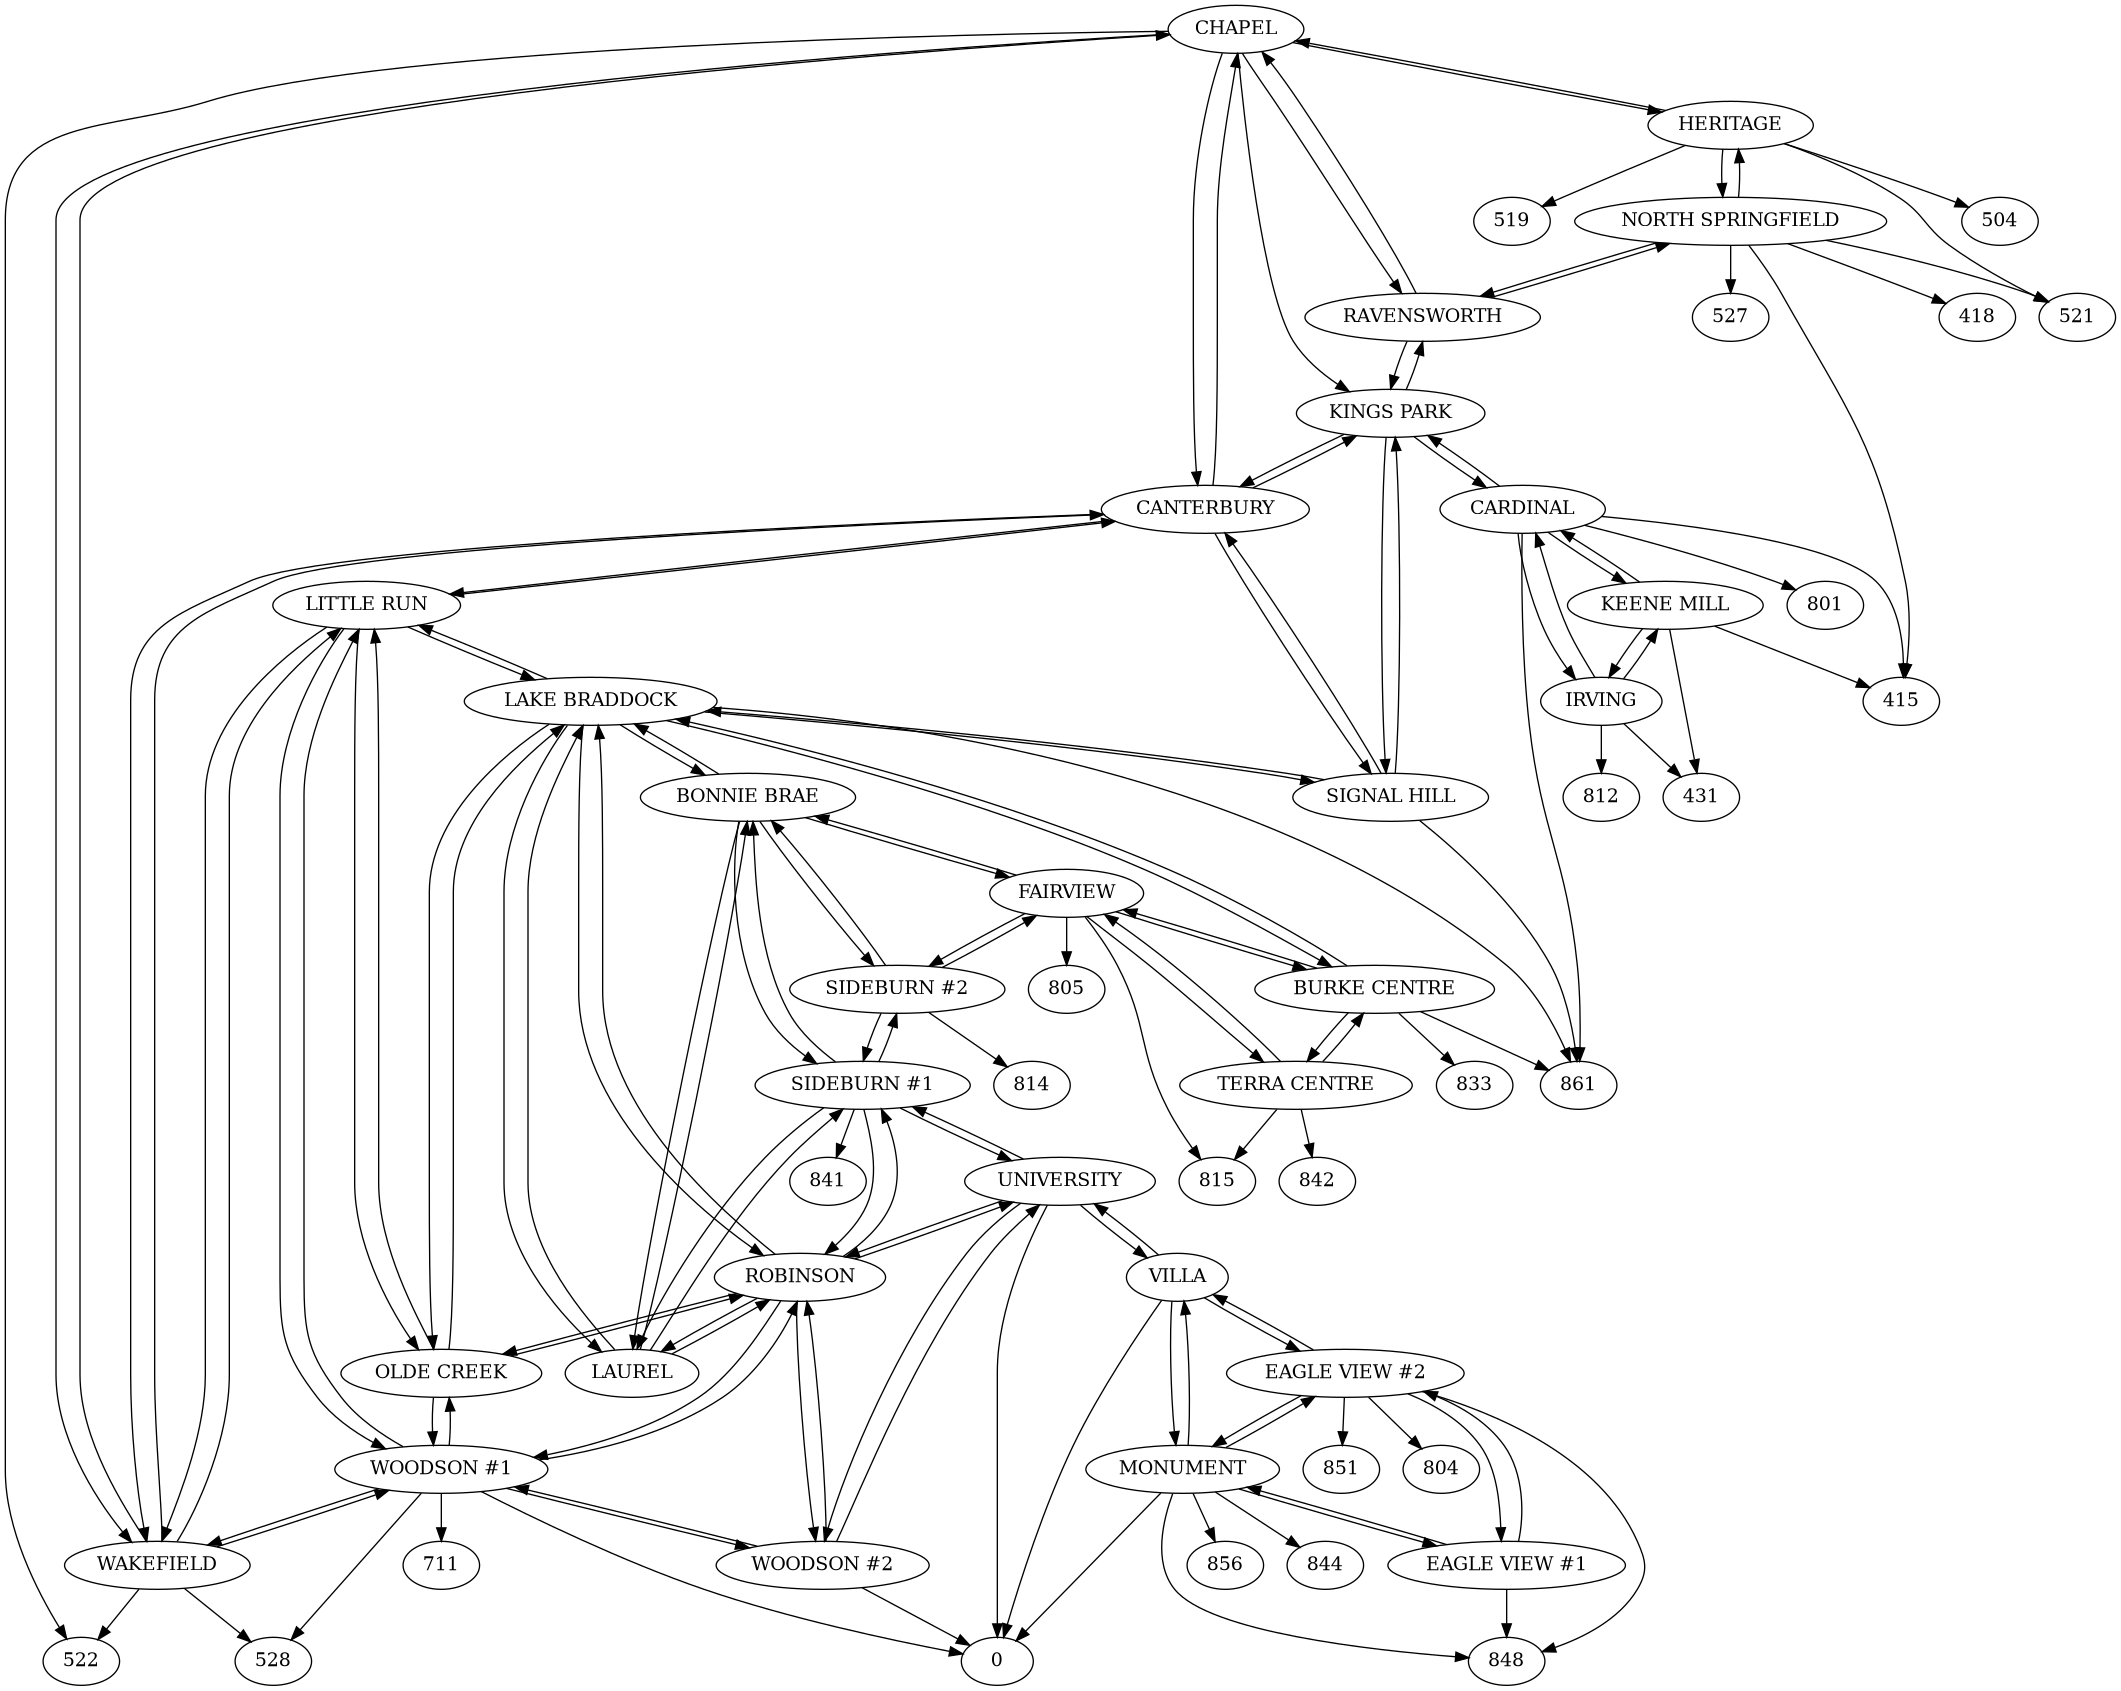 CHAPEL
HERITAGE
519
NORTH SPRINGFIELD
504
RAVENSWORTH
527
418
521
KINGS PARK
CANTERBURY
CARDINAL
LITTLE RUN
KEENE MILL
801
LAKE BRADDOCK
IRVING
415
BONNIE BRAE
SIGNAL HILL
812
431
FAIRVIEW
SIDEBURN #2
805
BURKE CENTRE
SIDEBURN #1
814
TERRA CENTRE
833
861
841
UNIVERSITY
815
842
ROBINSON
VILLA
OLDE CREEK
LAUREL
EAGLE VIEW #2
WOODSON #1
MONUMENT
851
804
WAKEFIELD
711
WOODSON #2
856
844
EAGLE VIEW #1
522
528
0
848